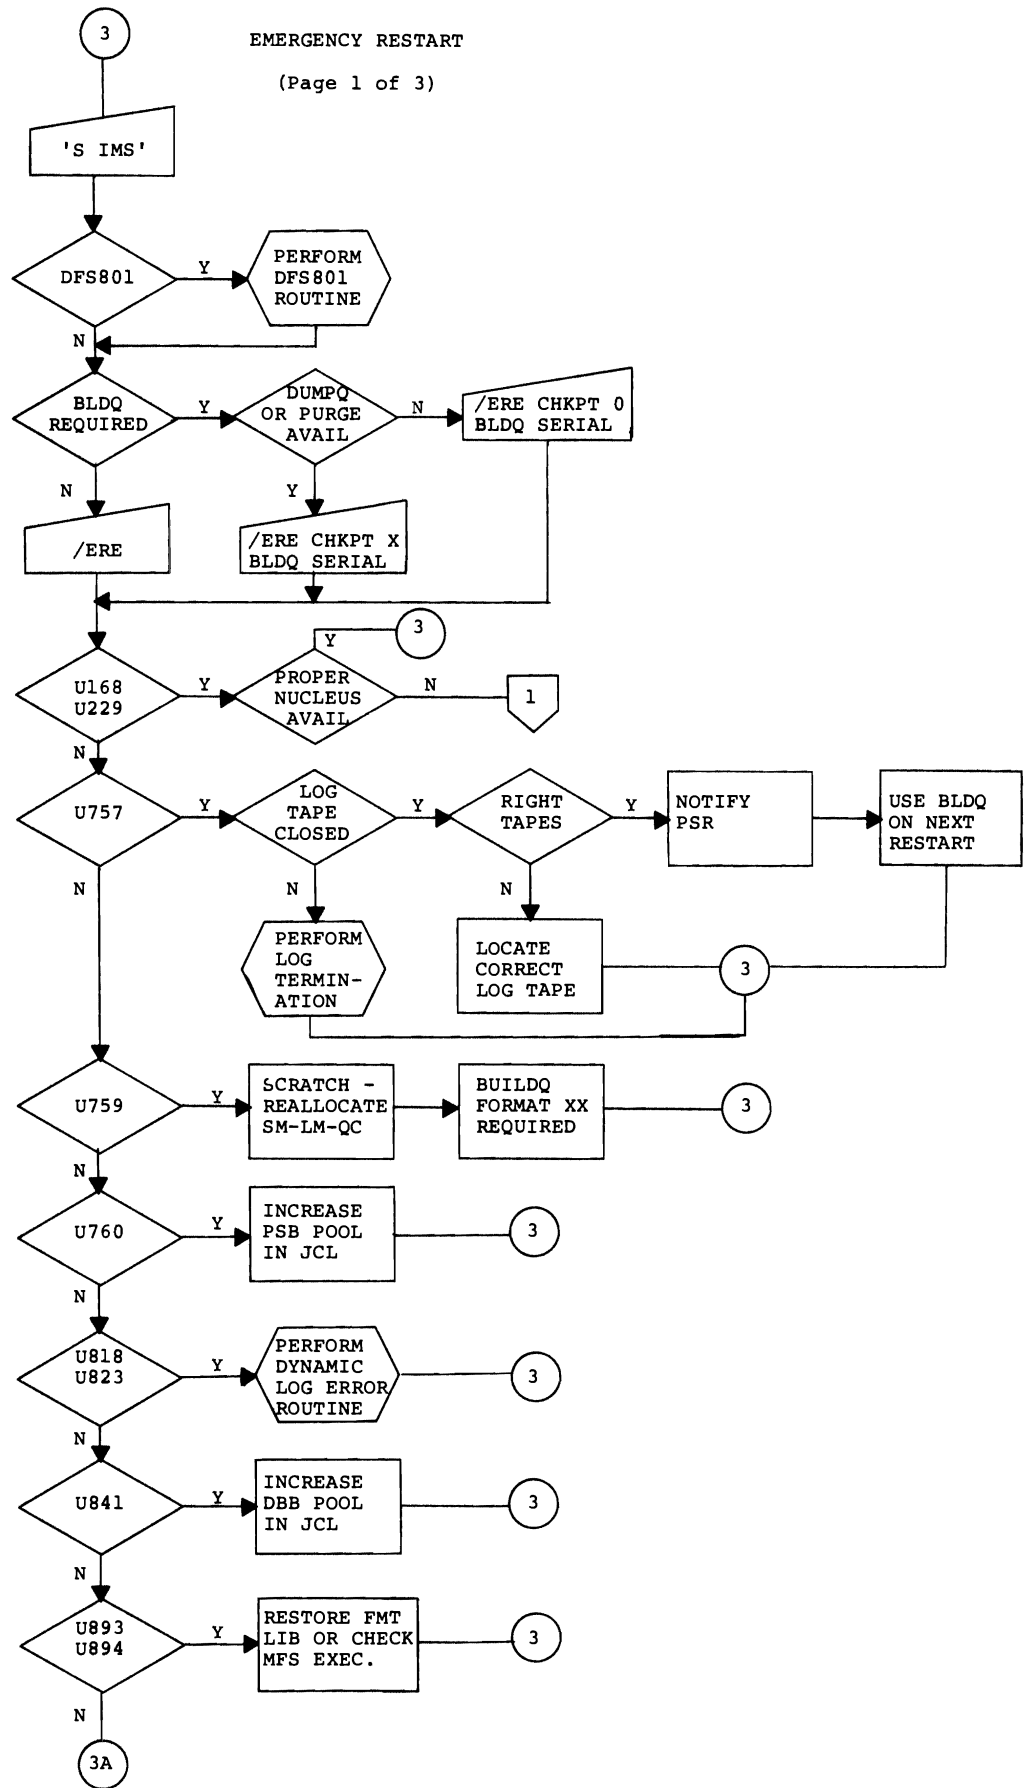 3
EMERGENCY RESTART
(Page 1 of 3)
'S IMS'
DFS801
Y
PERFORM
DFS801
ROUTINE
N
BLDQ
REQUIRED
Y
DUMPQ
OR PURGE
AVAIL
N
/ERE CHKPT 0
BLDQ SERIAL
N
Y
/ERE
/ERE CHKPT X
BLDQ SERIAL
3
Y
U168
U229
Y
PROPER
NUCLEUS
AVAIL
N
1
N
U757
Y
LOG
TAPE
CLOSED
Y
RIGHT
TAPES
Y
NOTIFY
PSR
USE BLDQ
ON NEXT
RESTART
N
N
N
PERFORM
LOG
TERMIN-
ATION
LOCATE
CORRECT
LOG TAPE
3
U759
Y
SCRATCH -
REALLOCATE
SM-LM-QC
BUILDQ
FORMAT XX
REQUIRED
3
N
U760
Y
INCREASE
PSB POOL
IN JCL
3
N
U818
U823
Y
PERFORM
DYNAMIC
LOG ERROR
ROUTINE
3
N
U841
Y
INCREASE
DBB POOL
IN JCL
3
N
U893
U894
Y
RESTORE FMT
LIB OR CHECK
MFS EXEC.
3
N
3A